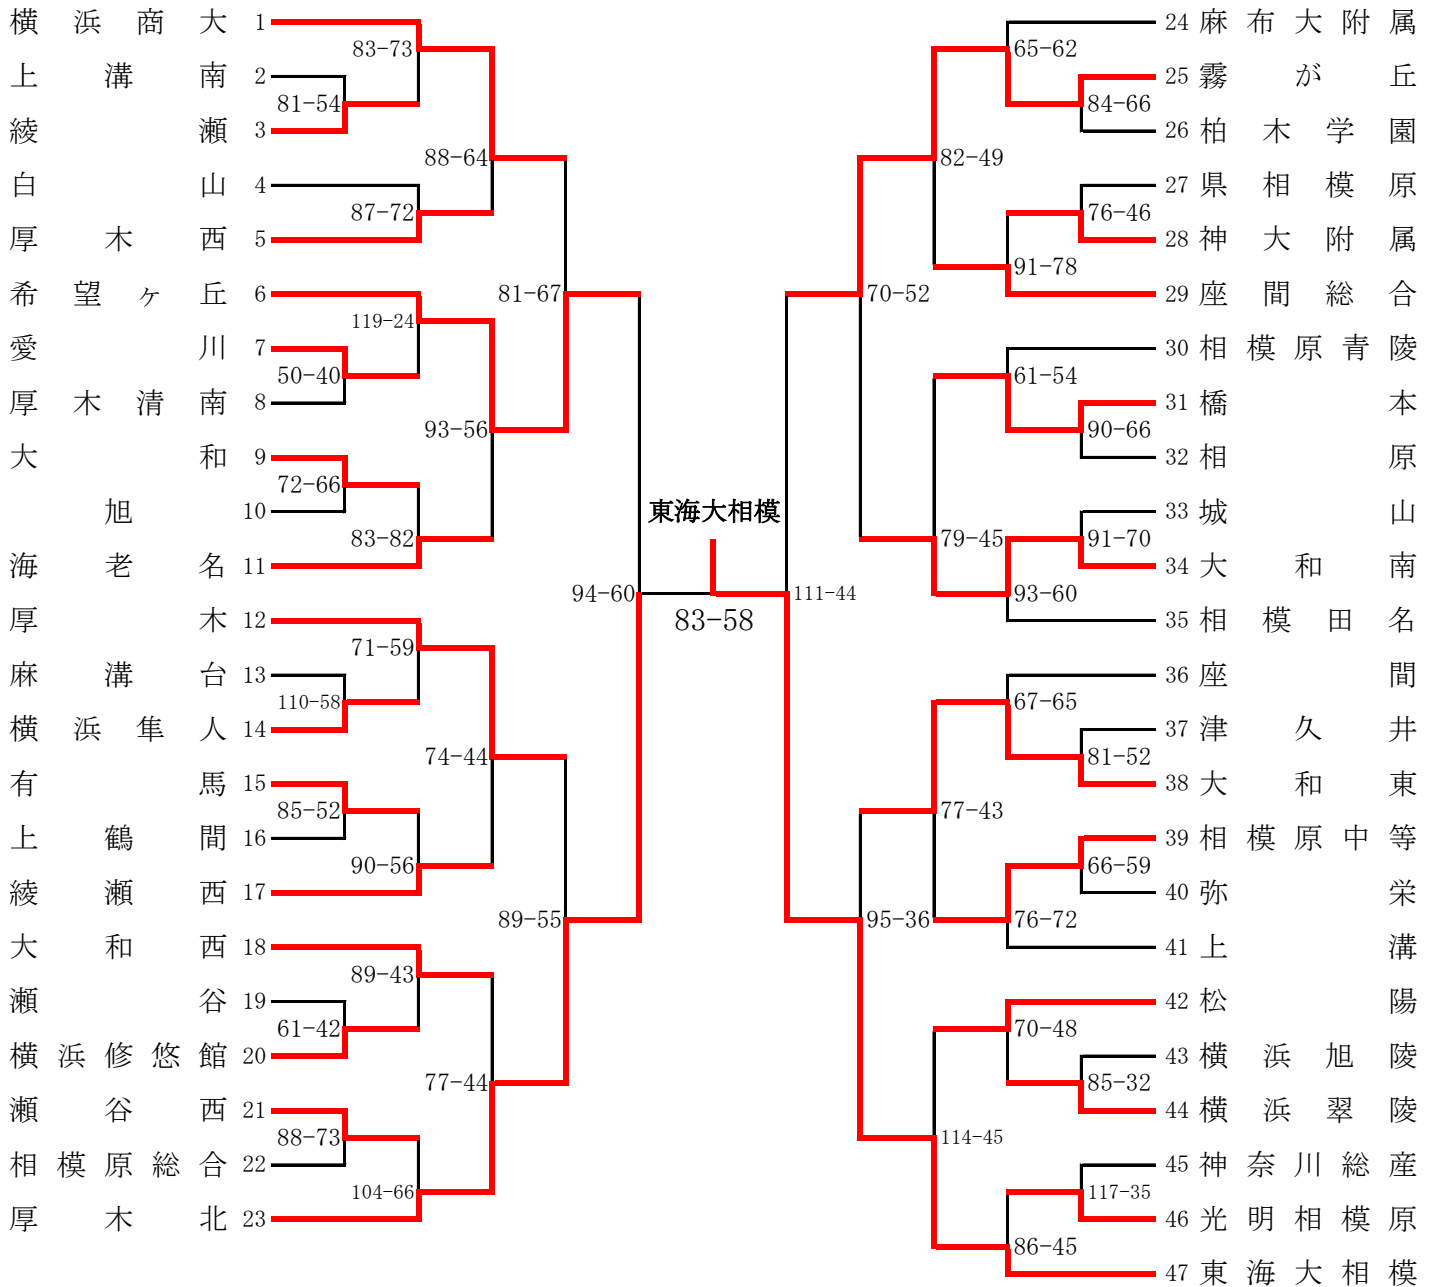 横浜商大 1
83-73
上溝南 2
81-54
綾瀬 3
88-64
白山 4
87-72
厚木西 5
81-67
希望ヶ丘 6
119-24
愛川 7
50-40
厚木清南 8
93-56
大和 9
72-66
旭 10
83-82
海老名 11
94-60
厚木 12
71-59
麻溝台 13
110-58
横浜隼人 14
74-44
有馬 15
85-52
上鶴間 16
90-56
綾瀬西 17
89-55
大和西 18
89-43
瀬谷 19
61-42
横浜修悠館 20
77-44
瀬谷西 21
88-73
相模原総合 22
104-66
厚木北 23
東海大相模
83-58
24 麻布大附属
65-62
25 霧が丘
84-66
26 柏木学園
82-49
27 県相模原
76-46
28 神大附属
91-78
29 座間総合
70-52
30 相模原青陵
61-54
31 橋本
90-66
32 相原
33 城山
79-45
91-70
34 大和南
93-60
111-44
35 相模田名
36 座間
67-65
37 津久井
81-52
38 大和東
77-43
39 相模原中等
66-59
40 弥栄
76-72
95-36
41 上溝
42 松陽
70-48
43 横浜旭陵
85-32
44 横浜翠陵
114-45
45 神奈川総産
117-35
46 光明相模原
86-45
47 東海大相模